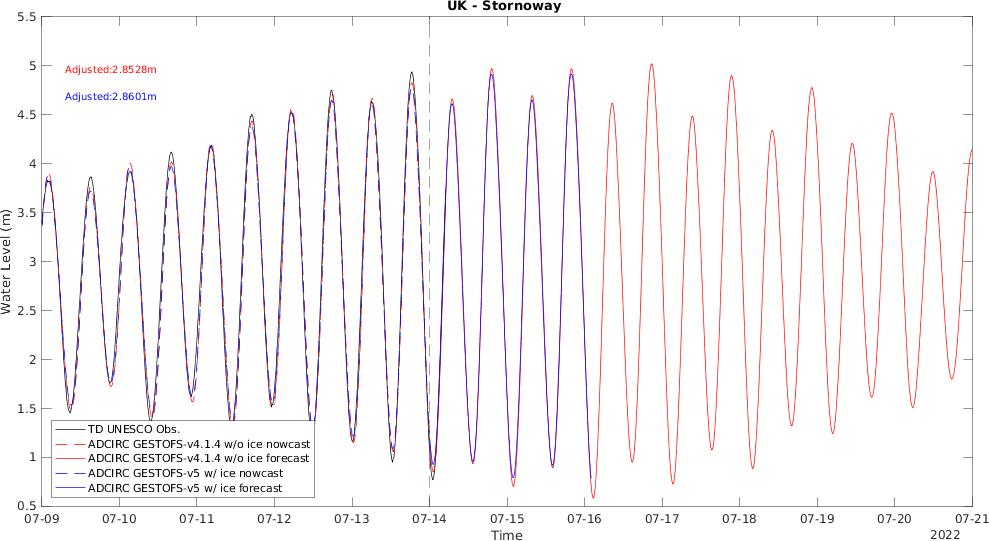 UK - Stornoway
5.5
5
4.5
4
3.5
3
2.5
2
1.5
1
0.5
Water Level (m)
Adjusted:2.8528m
Adjusted:2.8601m
TD UNESCO Obs.
ADCIRC GESTOFS-v4.1.4 w/o ice nowcast
ADCIRC GESTOFS-v4.1.4 w/o ice forecast
ADCIRC GESTOFS-v5 w/ ice nowcast
ADCIRC GESTOFS-v5 w/ ice forecast
07-09 07-10 07-11 07-12 07-13 07-14 07-15 07-16 07-17 07-18 07-19 07-20 07-21
Time
2022